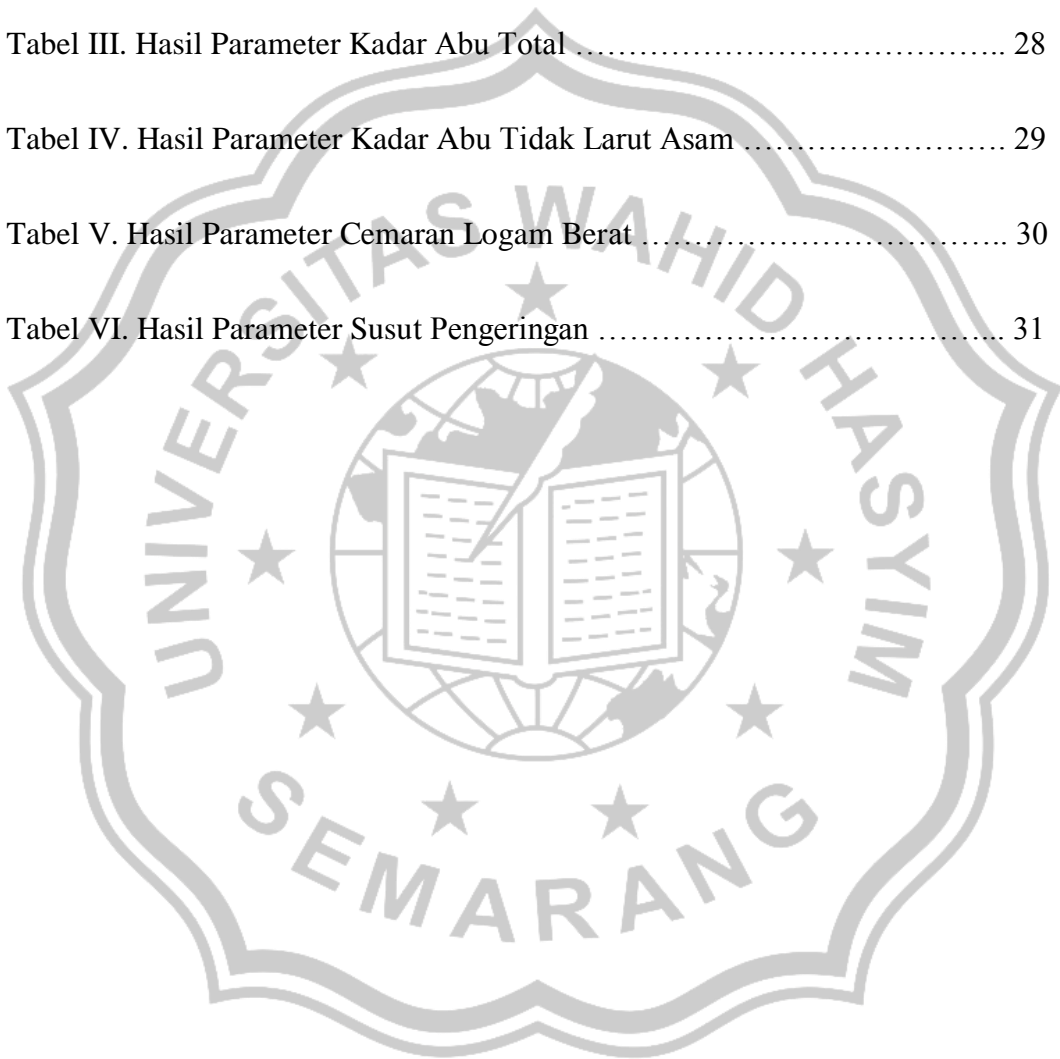 Tabel III. Hasil Parameter Kadar Abu Total ………………………………….. 28
Tabel IV. Hasil Parameter Kadar Abu Tidak Larut Asam ……………………. 29
Tabel V. Hasil Parameter Cemaran Logam Berat ……………………………. 30
Tabel VI. Hasil Parameter Susut Pengeringan ………………………………... 31
UNIVERSITAS WAHID HASYIM
SEMARANG